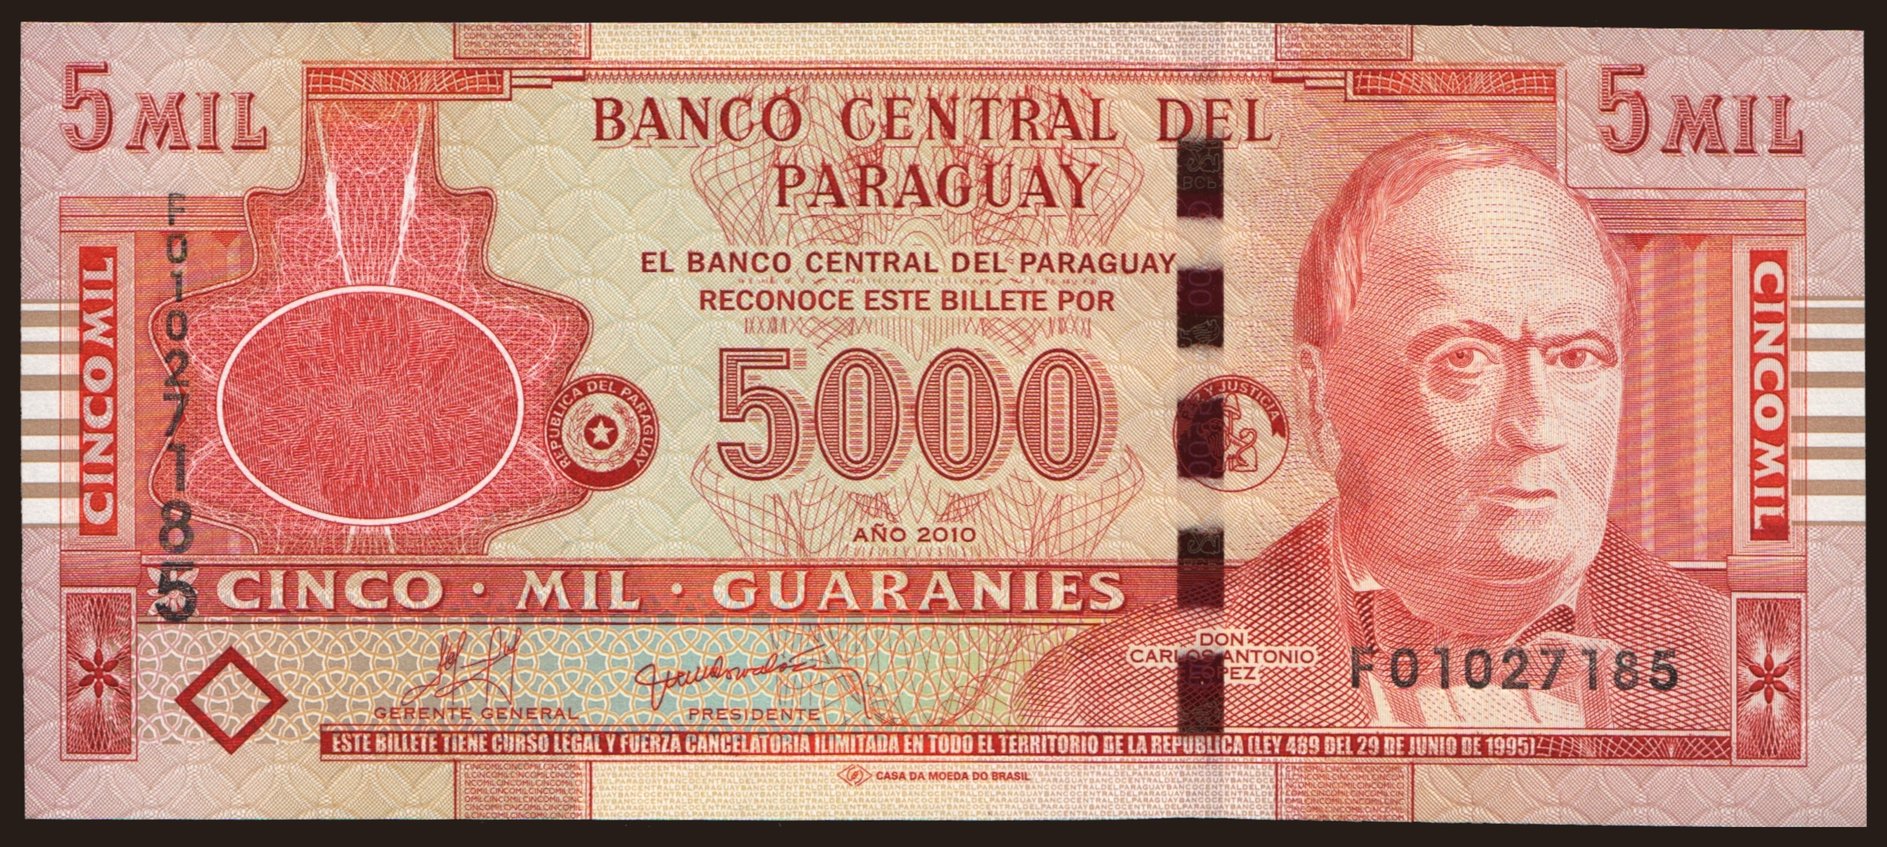 5 MIL
5 MIL
BANCO CENTRAL DEL
PARAGUAY
EL BANCO CENTRAL DEL PARAGUAY
RECONOCE ESTE BILLETE POR
5000
CINCO MIL
F01027185
REPUBLICA DEL PARAGUAY
Y JUSTICIA
CINCO MIL
AÑO 2010
CINCO · MIL · GUARANIES
DON
CARLOS ANTONIO
F01027185
GERENTE GENERAL
PRESIDENTE
ESTE BILLETE TIENE CURSO LEGAL Y FUERZA CANCELATORIA ILIMITADA EN TODO EL TERRITORIO DE LA REPUBLICA (LEY 489 DEL 29 DE JUNIO DE 1995)
CASA DA MOEDA DO BRASIL